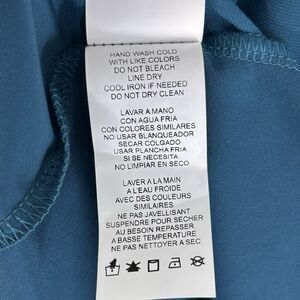 HAND WASH COLD
WITH LIKE COLORS
DO NOT BLEACH
LINE DRY
COOL IRON IF NEEDED
DO NOT DRY CLEAN
LAVAR A MANO
CON AGUA FRIA
CON COLORES SIMILARES
NO USAR BLANQUEADOR
SECAR COLGADO
USAR PLANCHA FRIA
SI SE NECESITA
NO LIMPIAR EN SECO
LAVER A LA MAIN
A L'EAU FROIDE
AVEC DES COULEURS
SIMILAIRES
NE PAS JAVELLISANT
SUSPENDRE POUR SECHER
AU BESOIN REPASSER
A BASSE TEMPERATURE
NE PAS NETTOYER A SEC